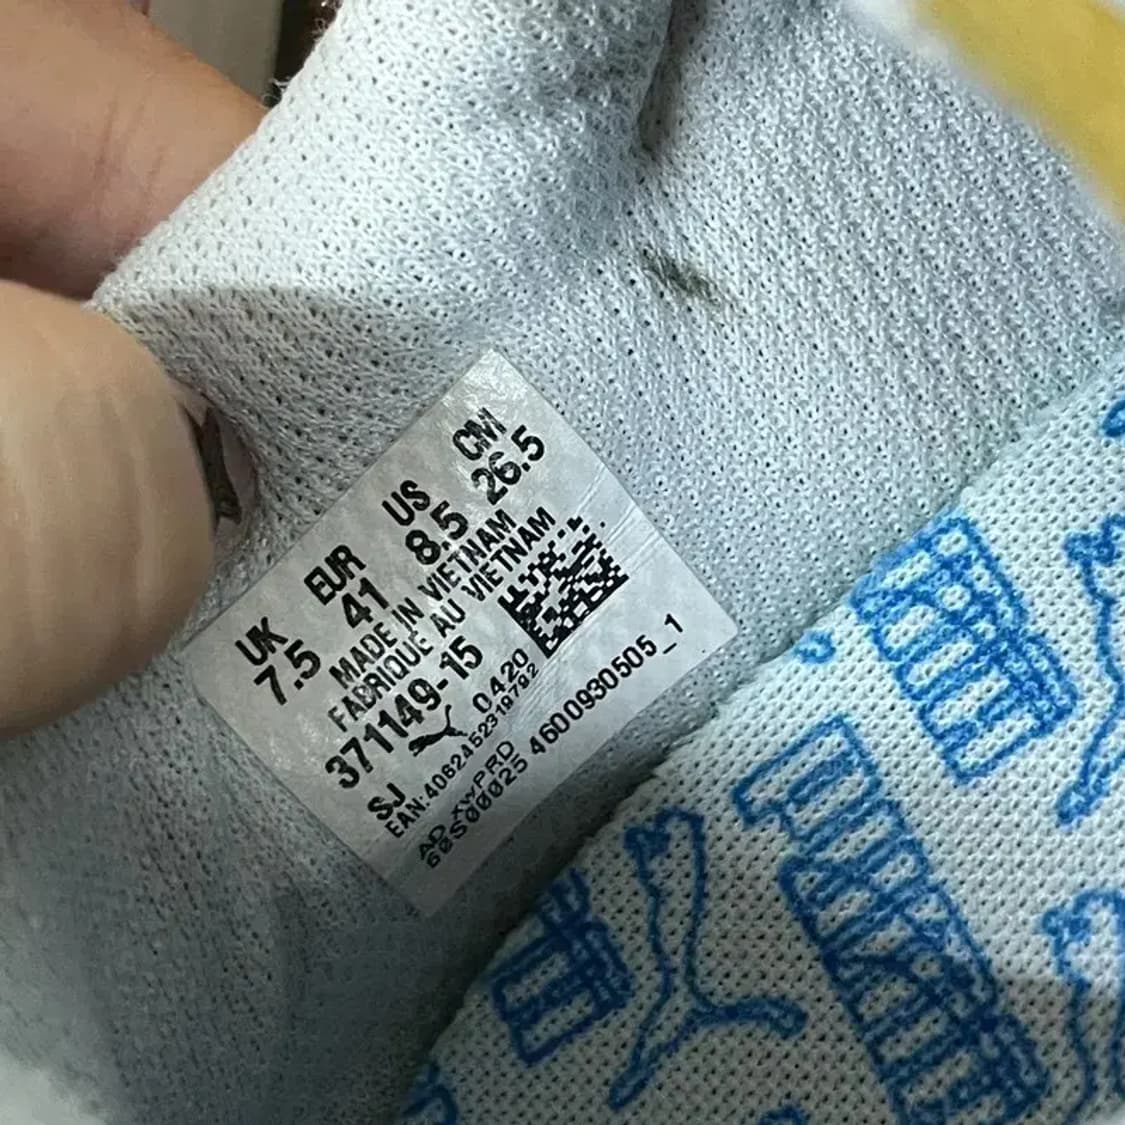 UK EUR US CM
7.5 41 8.5 26.5
MADE IN VIETNAM
FABRIQUÉ AU VIETNAM
371149-15
SJ 0420
EAN:4062452319792
AD XWPRD
60S00025 4600930505_1